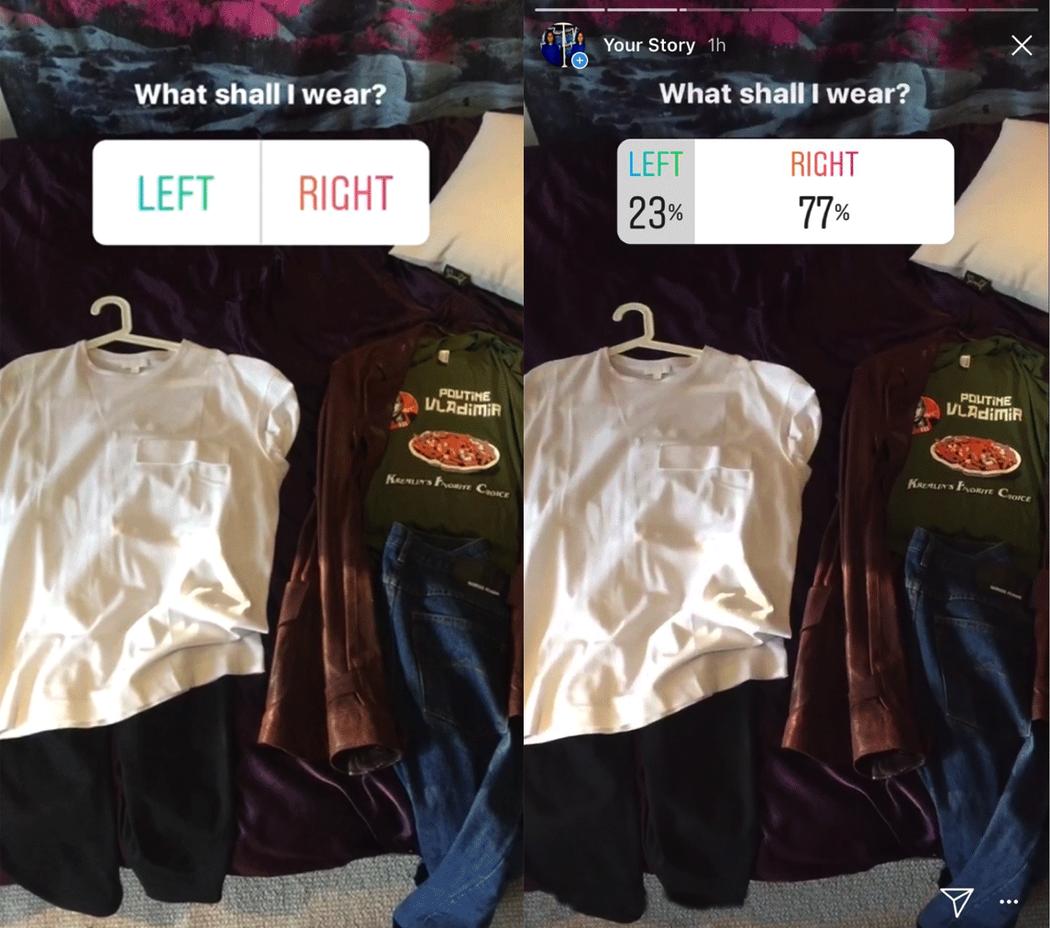 What shall I wear?
LEFT RIGHT
POUTINE
VLADiMiR
KREMLIN'S FAVORITE CHOICE
Your Story 1h
What shall I wear?
LEFT RIGHT
23% 77%
POUTINE
VLADiMiR
KREMLIN'S FAVORITE CHOICE